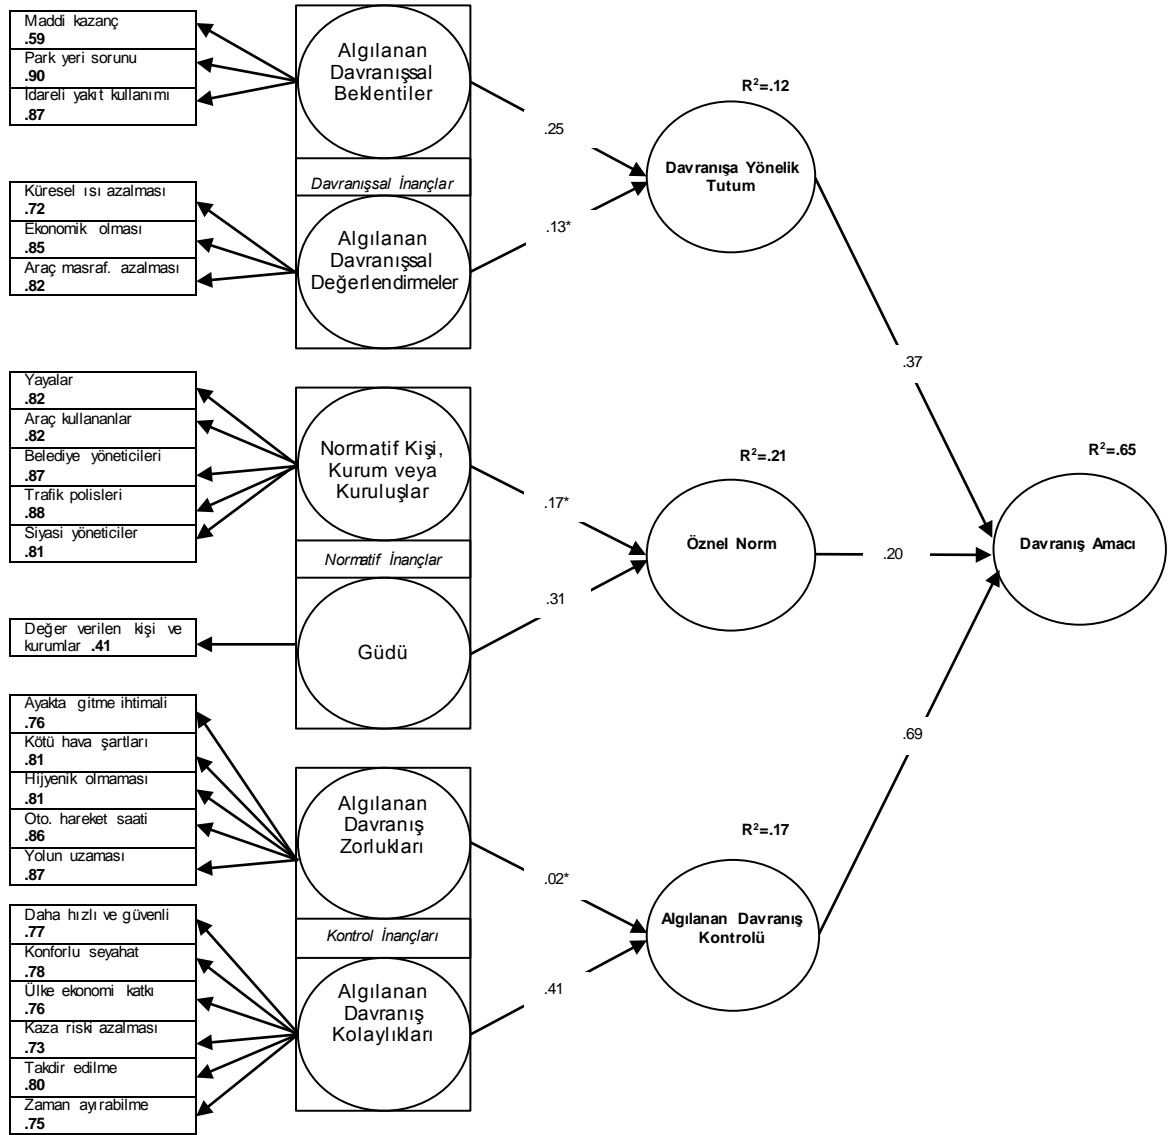 Maddi kazanç
.59
Park yeri sorunu
.90
İdareli yakıt kullanımı
.87
Algılanan
Davranışsal
Beklentiler
Davranışsal İnançlar
Küresel ısı azalması
.72
Ekonomik olması
.85
Araç masraf. azalması
.82
Algılanan
Davranışsal
Değerlendirmeler
.25
.13*
R²=.12
Davranışa Yönelik
Tutum
.37
Yayalar
.82
Araç kullananlar
.82
Belediye yöneticileri
.87
Trafik polisleri
.88
Siyasi yöneticiler
.81
Normatif Kişi,
Kurum veya
Kuruluşlar
Normatif İnançlar
Değer verilen kişi ve
kurumlar .41
Güdü
.17*
.31
R²=.21
Öznel Norm
.20
R²=.65
Davranış Amacı
Ayakta gitme ihtimali
.76
Kötü hava şartları
.81
Hijyenik olmaması
.81
Oto. hareket saati
.86
Yolun uzaması
.87
Algılanan
Davranış
Zorlukları
Kontrol İnançları
Daha hızlı ve güvenli
.77
Konforlu seyahat
.78
Ülke ekonomi katkı
.76
Kaza riski azalması
.73
Takdir edilme
.80
Zaman ayırabilme
.75
Algılanan
Davranış
Kolaylıkları
.02*
.41
R²=.17
Algılanan Davranış
Kontrolü
.69